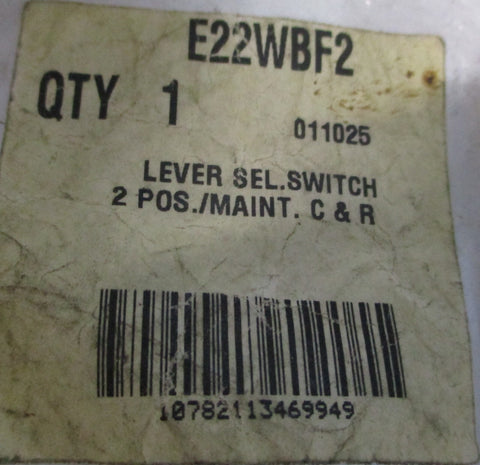 E22WBF2
QTY 1
011025
LEVER SEL.SWITCH
2 POS./MAINT. C & R
10782113469949